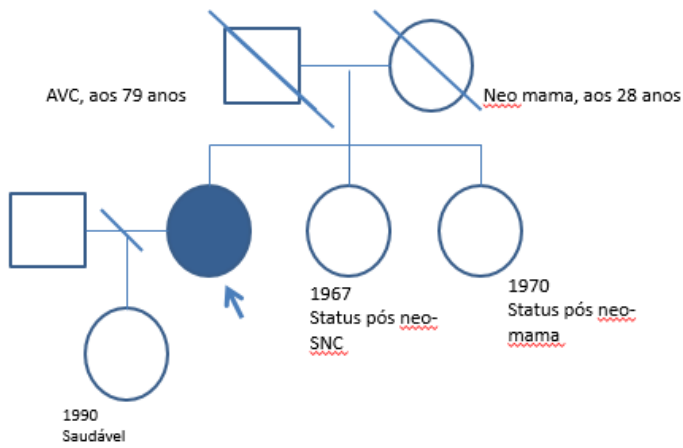 AVC, aos 79 anos
Neo mama, aos 28 anos
1967
Status pós neo-
SNC
1970
Status pós neo-
mama
1990
Saudável